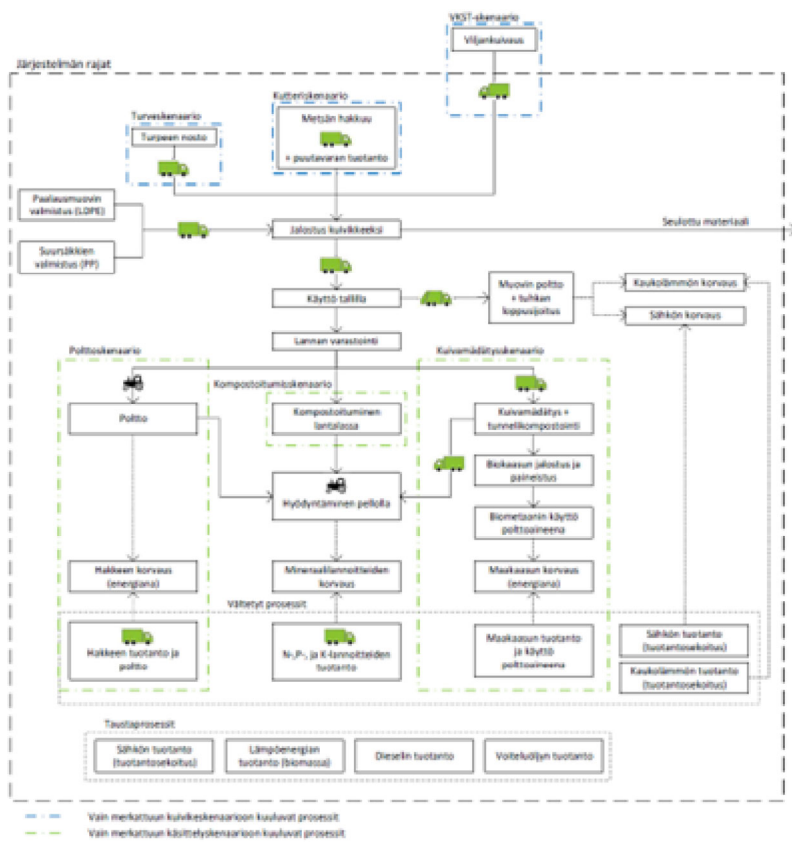 VKST-skenaario
Viljankuivaus
Järjestelmän rajat
Kutteriskenaario
Metsän hakkuu
+ puutavaran tuotanto
Turveskenaario
Turpeen nosto
Paalausmuovin
valmistus (LDPE)
Suursäkkien
valmistus (PP)
Jalostus kuivikkeeksi
Seulottu materiaali
Käyttö tallilla
Muovin poltto
+ tuhkan
loppusijoitus
Kaukolämmön korvaus
Sähkön korvaus
Lannan varastointi
Polttoskenaario
Kuivamädätysskenaario
Kompostoitumisskenaario
Poltto
Kompostoituminen
lantalassa
Kuivamädätys +
tunnelikompostointi
Biokaasun jalostus ja
paineistus
Hyödyntäminen pellolla
Biometaanin käyttö
polttoaineena
Hakkeen korvaus
(energiana)
Mineraalilannoitteiden
korvaus
Maakaasun korvaus
(energiana)
Vältetyt prosessit
Hakkeen tuotanto ja
poltto
N-,P-, ja K-lannoitteiden
tuotanto
Maakaasun tuotanto
ja käyttö
polttoaineena
Sähkön tuotanto
(tuotantosekoitus)
Kaukolämmön tuotanto
(tuotantosekoitus)
Taustaprosessit
Sähkön tuotanto
(tuotantosekoitus)
Lämpöenergian
tuotanto (biomassa)
Dieselin tuotanto
Voiteluöljyn tuotanto
Vain merkattuun kuivikeskenaarioon kuuluvat prosessit
Vain merkattuun käsittelyskenaarioon kuuluvat prosessit